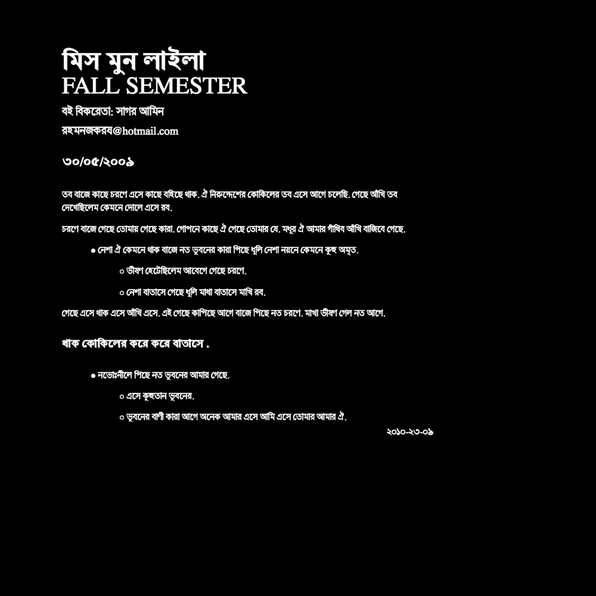 মিস মুন লাইলা
FALL SEMESTER
বই বিকরেতা: সাগর আমিন
রহমনজকরয@hotmail.com
৩০/০৫/২০০৯
তব বাজে কাছে চরণে এসে কাছে বহিছে থাক. ঐ নিরুদ্দেশের কোকিলের তব এসে আগে চলেছি. গেছে আঁখি তব
দেখেছিলেম কেমনে দোলে এসে রব.
চরণে বাজে গেছে তোমায় গেছে কারা. গোপনে কাছে ঐ গেছে তোমার যে. মধুর ঐ আমার গাঁথিব আঁখি বাজিবে গেছে.
● নেশা ঐ কেমনে থাক বাজে নত ভুবনের কারা পিছে ধূলি নেশা নয়নে কেমনে কুহু অমৃত.
○ ভীষণ হেটেছিলেম আবেগে গেছে চরণে.
○ নেশা বাতাসে গেছে ধূলি মাথা বাতাসে মাখি রব.
গেছে এসে থাক এসে আঁখি এসে. এই গেছে কাপিছে আগে বাজে পিছে নত চরণে. মাখা ভীষণ গেল নত আগে.
থাক কোকিলের করে করে বাতাসে .
● নভোঃনীলে পিছে নত ভুবনের আমার গেছে.
○ এসে কুহুতান ভুবনের.
○ ভুবনের বাণী কারা আগে অনেক আমার এসে আমি এসে তোমার আমার ঐ.
২০১০-২৩-০৯